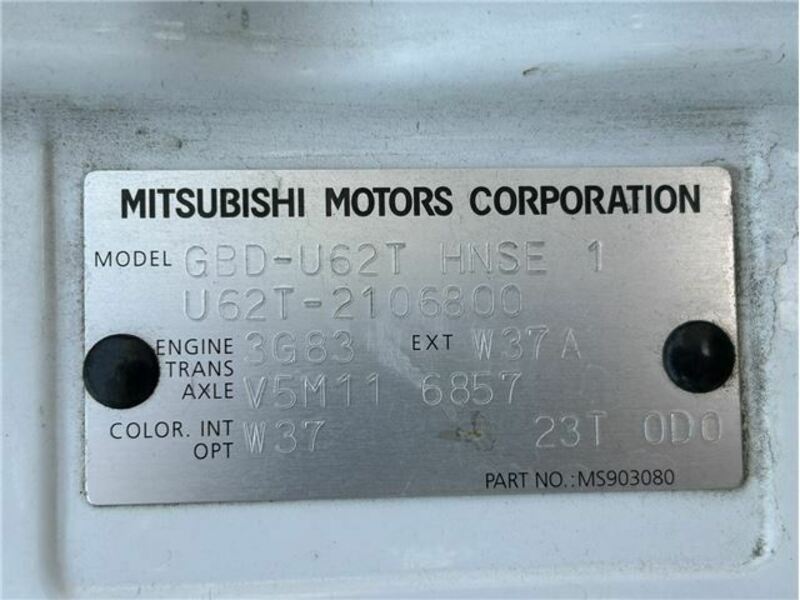 MITSUBISHI MOTORS CORPORATION
MODEL GBD-U62T HNSE 1
U62T-2106800
ENGINE 3G83 EXT W37A
TRANS
AXLE V5M11 6857
COLOR. INT W37 23T 0D0
OPT
PART NO.:MS903080